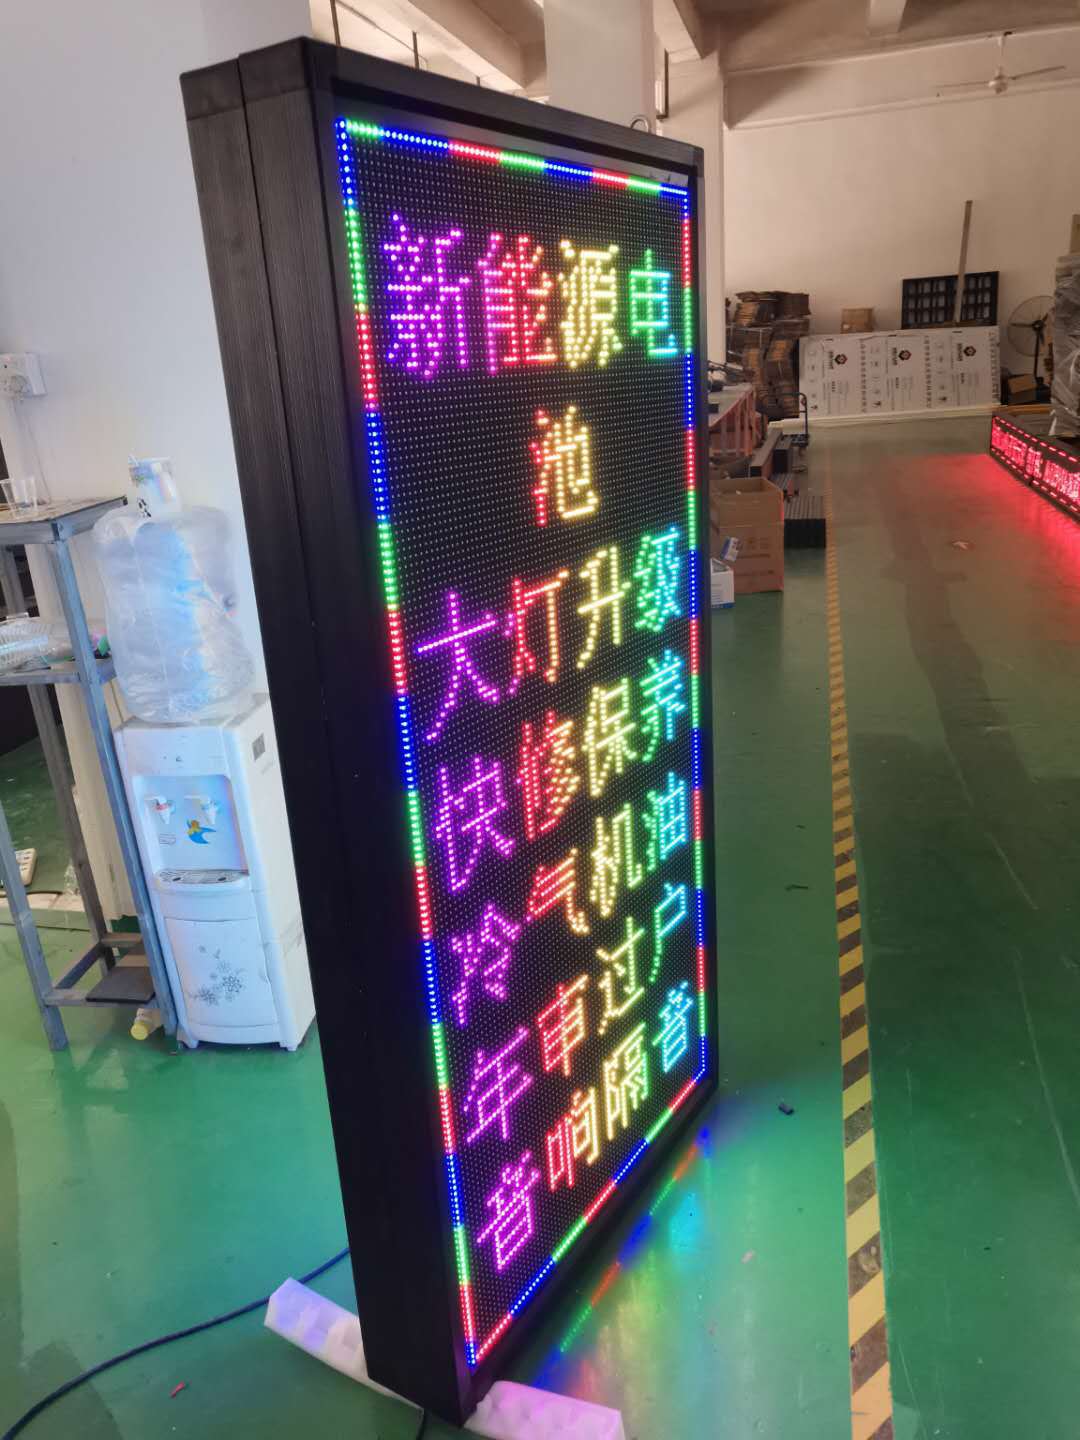 新能源电
池
大灯升级
快修保养
冷气机油
年审过户
音响隔音